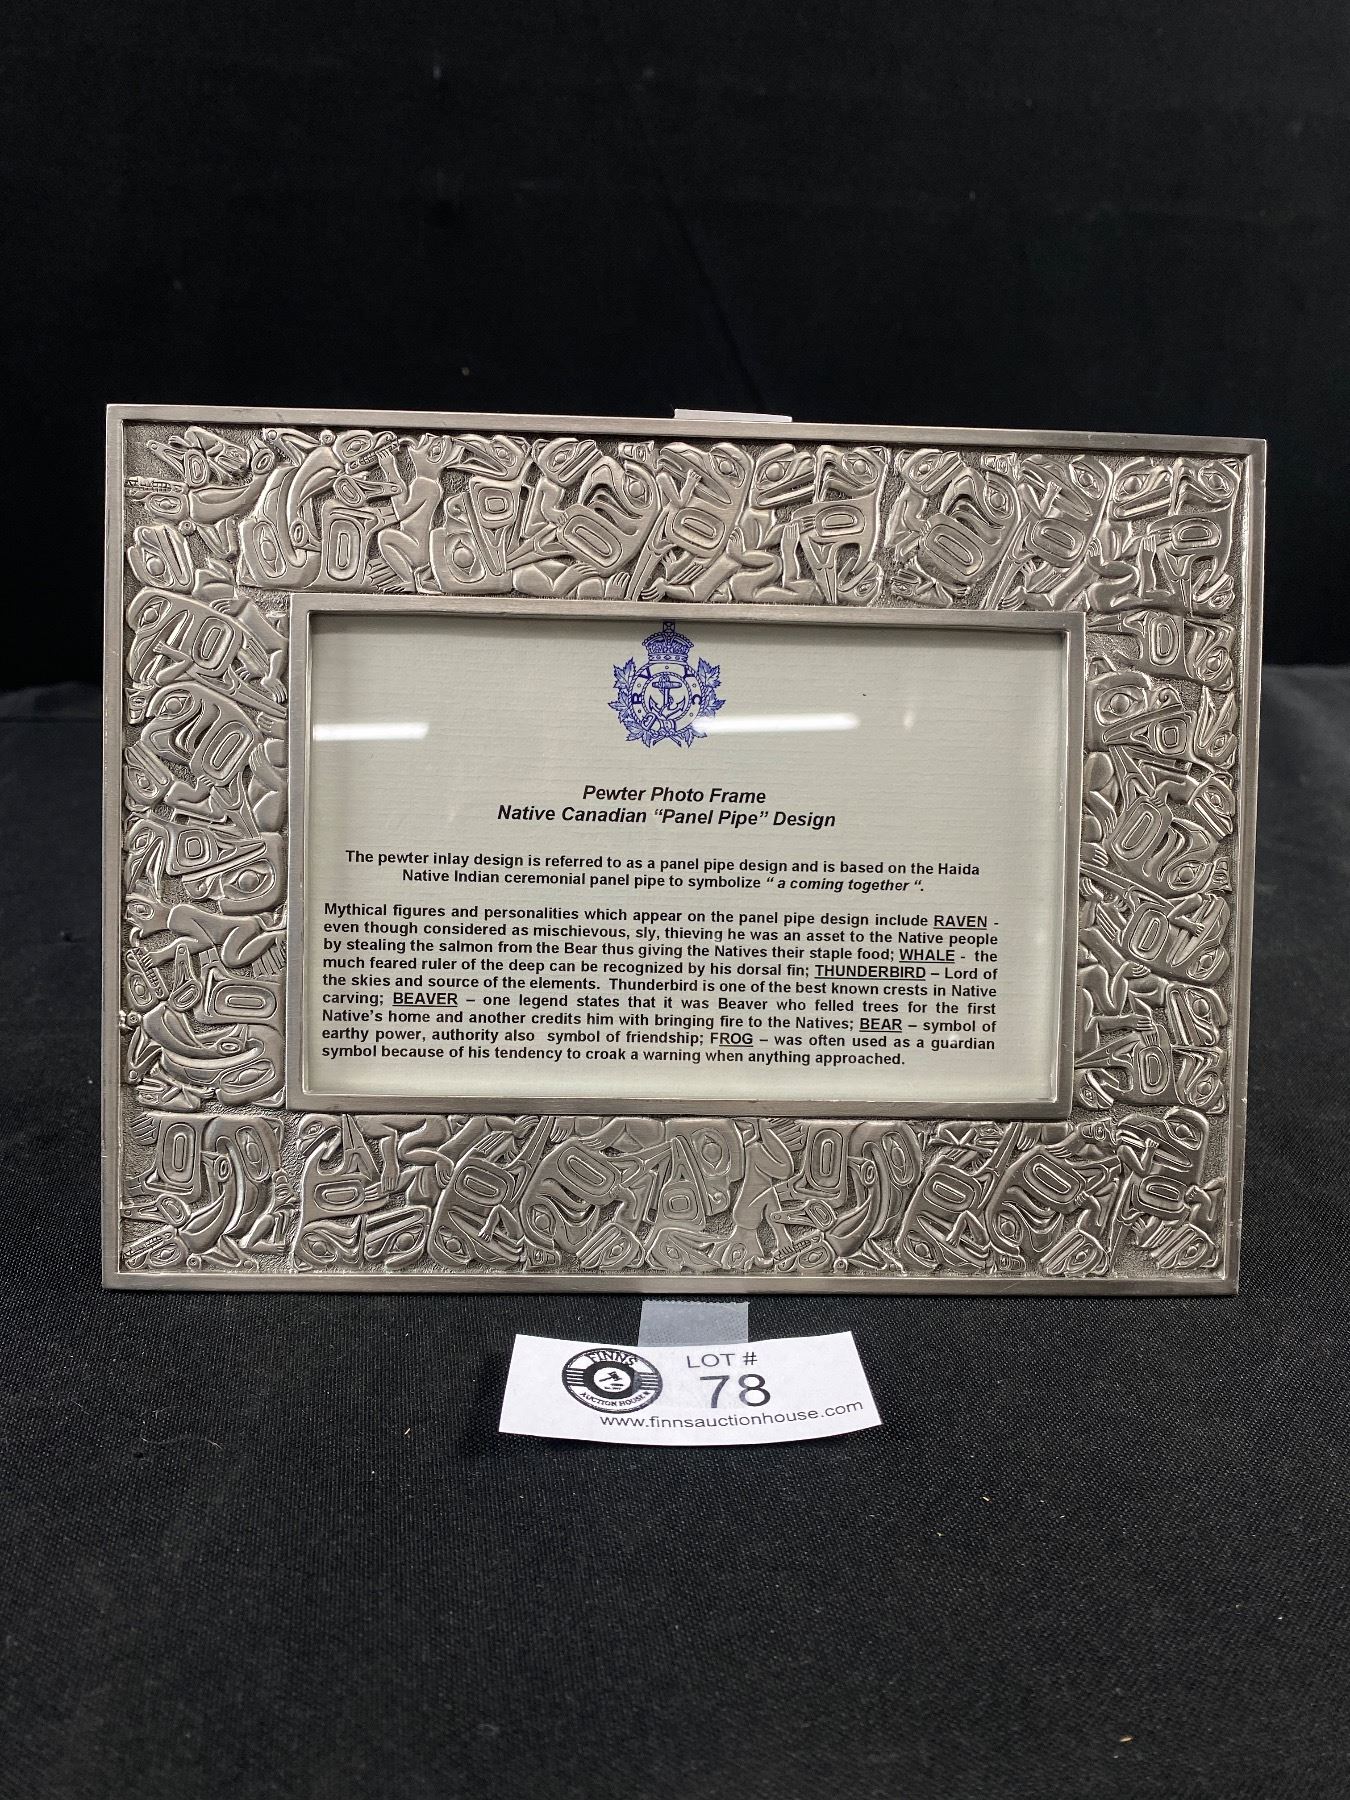 R V Y C
Pewter Photo Frame
Native Canadian “Panel Pipe” Design
The pewter inlay design is referred to as a panel pipe design and is based on the Haida
Native Indian ceremonial panel pipe to symbolize “ a coming together “.
Mythical figures and personalities which appear on the panel pipe design include RAVEN -
even though considered as mischievous, sly, thieving he was an asset to the Native people
by stealing the salmon from the Bear thus giving the Natives their staple food; WHALE - the
much feared ruler of the deep can be recognized by his dorsal fin; THUNDERBIRD – Lord of
the skies and source of the elements. Thunderbird is one of the best known crests in Native
carving; BEAVER – one legend states that it was Beaver who felled trees for the first
Native’s home and another credits him with bringing fire to the Natives; BEAR – symbol of
earthy power, authority also symbol of friendship; FROG – was often used as a guardian
symbol because of his tendency to croak a warning when anything approached.
FINNS
AUCTION HOUSE
LOT #
78
www.finnsauctionhouse.com